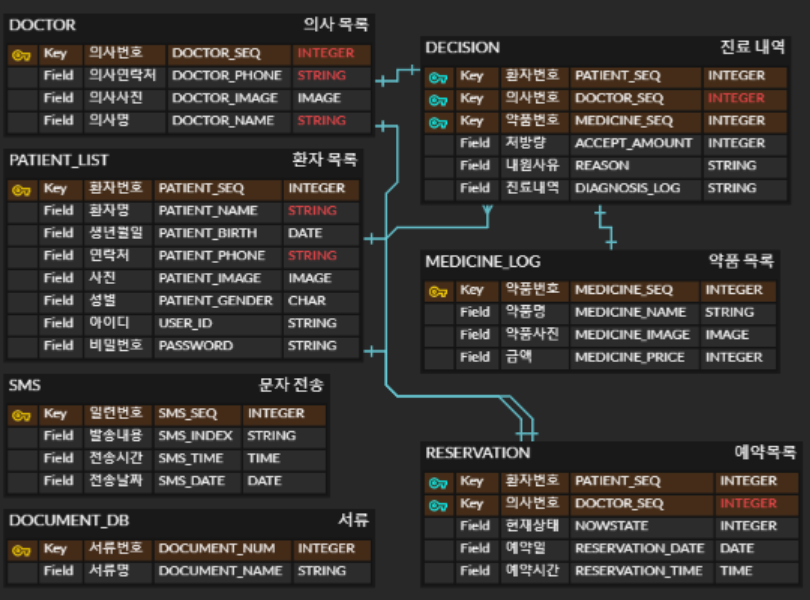 DOCTOR 의사 목록
Key 의사번호 DOCTOR_SEQ INTEGER
Field 의사연락처 DOCTOR_PHONE STRING
Field 의사사진 DOCTOR_IMAGE IMAGE
Field 의사명 DOCTOR_NAME STRING
PATIENT_LIST 환자 목록
Key 환자번호 PATIENT_SEQ INTEGER
Field 환자명 PATIENT_NAME STRING
Field 생년월일 PATIENT_BIRTH DATE
Field 연락처 PATIENT_PHONE STRING
Field 사진 PATIENT_IMAGE IMAGE
Field 성별 PATIENT_GENDER CHAR
Field 아이디 USER_ID STRING
Field 비밀번호 PASSWORD STRING
SMS 문자 전송
Key 일련번호 SMS_SEQ INTEGER
Field 발송내용 SMS_INDEX STRING
Field 전송시간 SMS_TIME TIME
Field 전송날짜 SMS_DATE DATE
DOCUMENT_DB 서류
Key 서류번호 DOCUMENT_NUM INTEGER
Field 서류명 DOCUMENT_NAME STRING
DECISION 진료 내역
Key 환자번호 PATIENT_SEQ INTEGER
Key 의사번호 DOCTOR_SEQ INTEGER
Key 약품번호 MEDICINE_SEQ INTEGER
Field 처방량 ACCEPT_AMOUNT INTEGER
Field 내원사유 REASON STRING
Field 진료내역 DIAGNOSIS_LOG STRING
MEDICINE_LOG 약품 목록
Key 약품번호 MEDICINE_SEQ INTEGER
Field 약품명 MEDICINE_NAME STRING
Field 약품사진 MEDICINE_IMAGE IMAGE
Field 금액 MEDICINE_PRICE INTEGER
RESERVATION 예약목록
Key 환자번호 PATIENT_SEQ INTEGER
Key 의사번호 DOCTOR_SEQ INTEGER
Field 현재상태 NOWSTATE INTEGER
Field 예약일 RESERVATION_DATE DATE
Field 예약시간 RESERVATION_TIME TIME